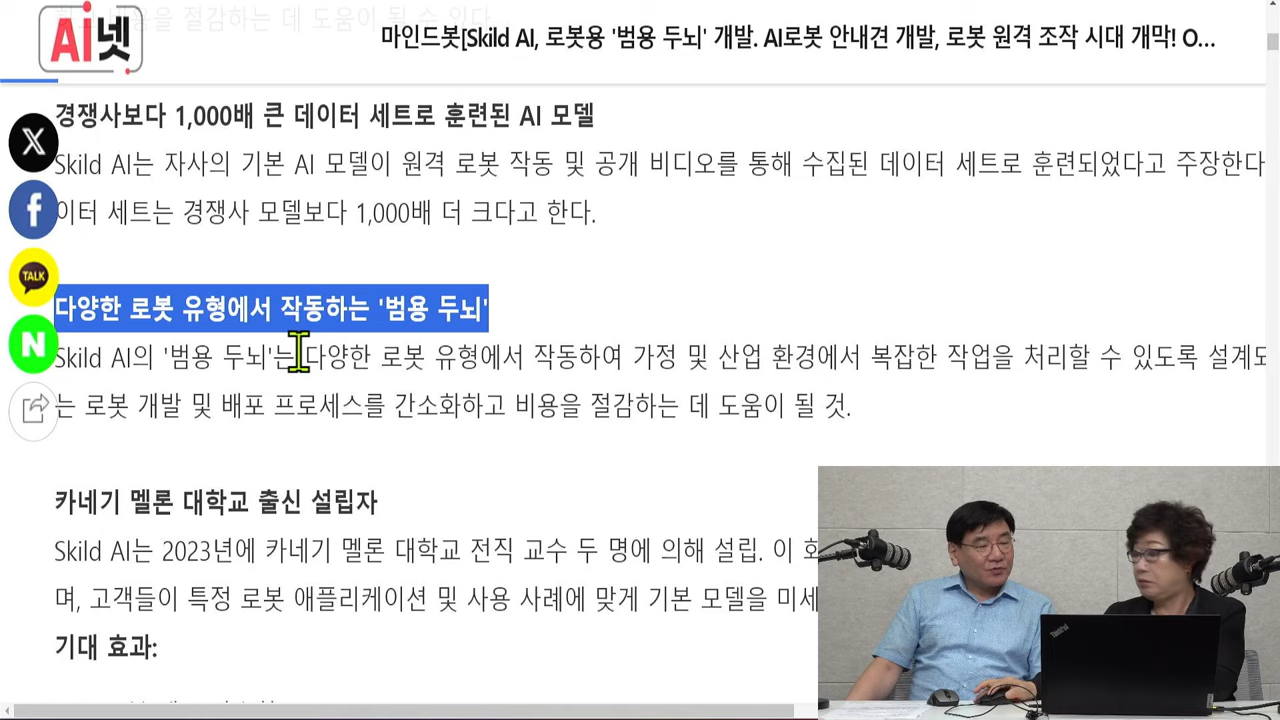 Ai넷
마인드봇[Skild AI, 로봇용 '범용 두뇌' 개발. AI로봇 안내견 개발, 로봇 원격 조작 시대 개막! O...
경쟁사보다 1,000배 큰 데이터 세트로 훈련된 AI 모델
Skild AI는 자사의 기본 AI 모델이 원격 로봇 작동 및 공개 비디오를 통해 수집된 데이터 세트로 훈련되었다고 주장한다
이터 세트는 경쟁사 모델보다 1,000배 더 크다고 한다.
TALK
다양한 로봇 유형에서 작동하는 '범용 두뇌'
N
Skild AI의 '범용 두뇌'는 다양한 로봇 유형에서 작동하여 가정 및 산업 환경에서 복잡한 작업을 처리할 수 있도록 설계되
는 로봇 개발 및 배포 프로세스를 간소화하고 비용을 절감하는 데 도움이 될 것.
카네기 멜론 대학교 출신 설립자
Skild AI는 2023년에 카네기 멜론 대학교 전직 교수 두 명에 의해 설립. 이 회
며, 고객들이 특정 로봇 애플리케이션 및 사용 사례에 맞게 기본 모델을 미세
기대 효과:
ThinkPad